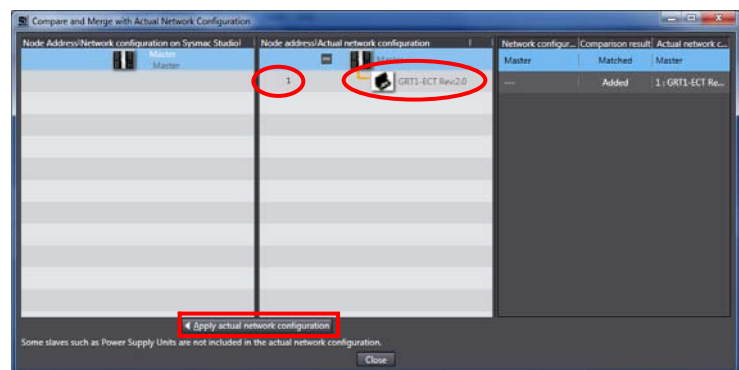 Compare and Merge with Actual Network Configuration
Node Address!Network configuration on Sysmac Studio!
Node address!Actual network configuration !
Network configur... Comparison result Actual network c...
Master
Master
Master
Master Matched Master
1
GRT1-ECT Rev:2.0
--- Added 1 : GRT1-ECT Re...
Apply actual network configuration
Some slaves such as Power Supply Units are not included in the actual network configuration.
Close